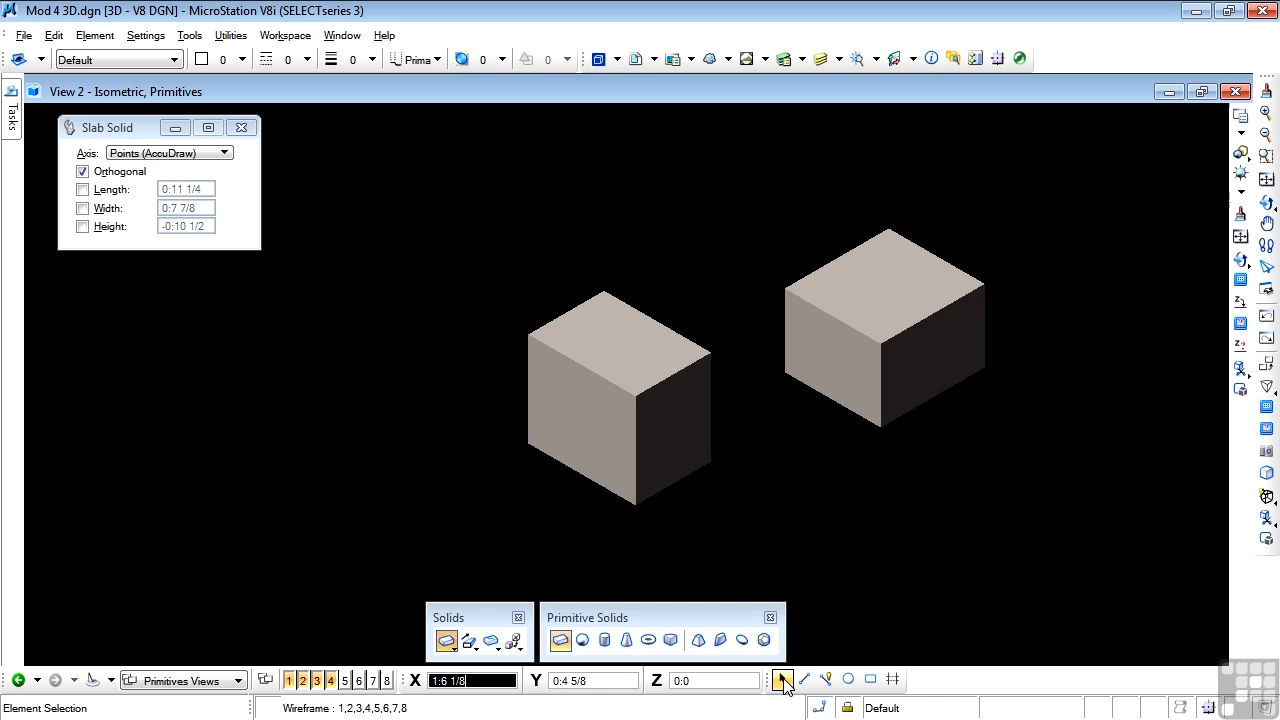 Mod 4 3D.dgn [3D - V8 DGN] - MicroStation V8i (SELECTseries 3)
File Edit Element Settings Tools Utilities Workspace Window Help
Default 0 0 0 Prima 0 0
View 2 - Isometric, Primitives
Tasks
Slab Solid
Axis: Points (AccuDraw)
Orthogonal
Length: 0:11 1/4
Width: 0:7 7/8
Height: -0:10 1/2
Solids
Primitive Solids
Primitives Views 1 2 3 4 5 6 7 8 X 1:6 1/8 Y 0:4 5/8 Z 0:0
Element Selection Wireframe : 1,2,3,4,5,6,7,8 Default